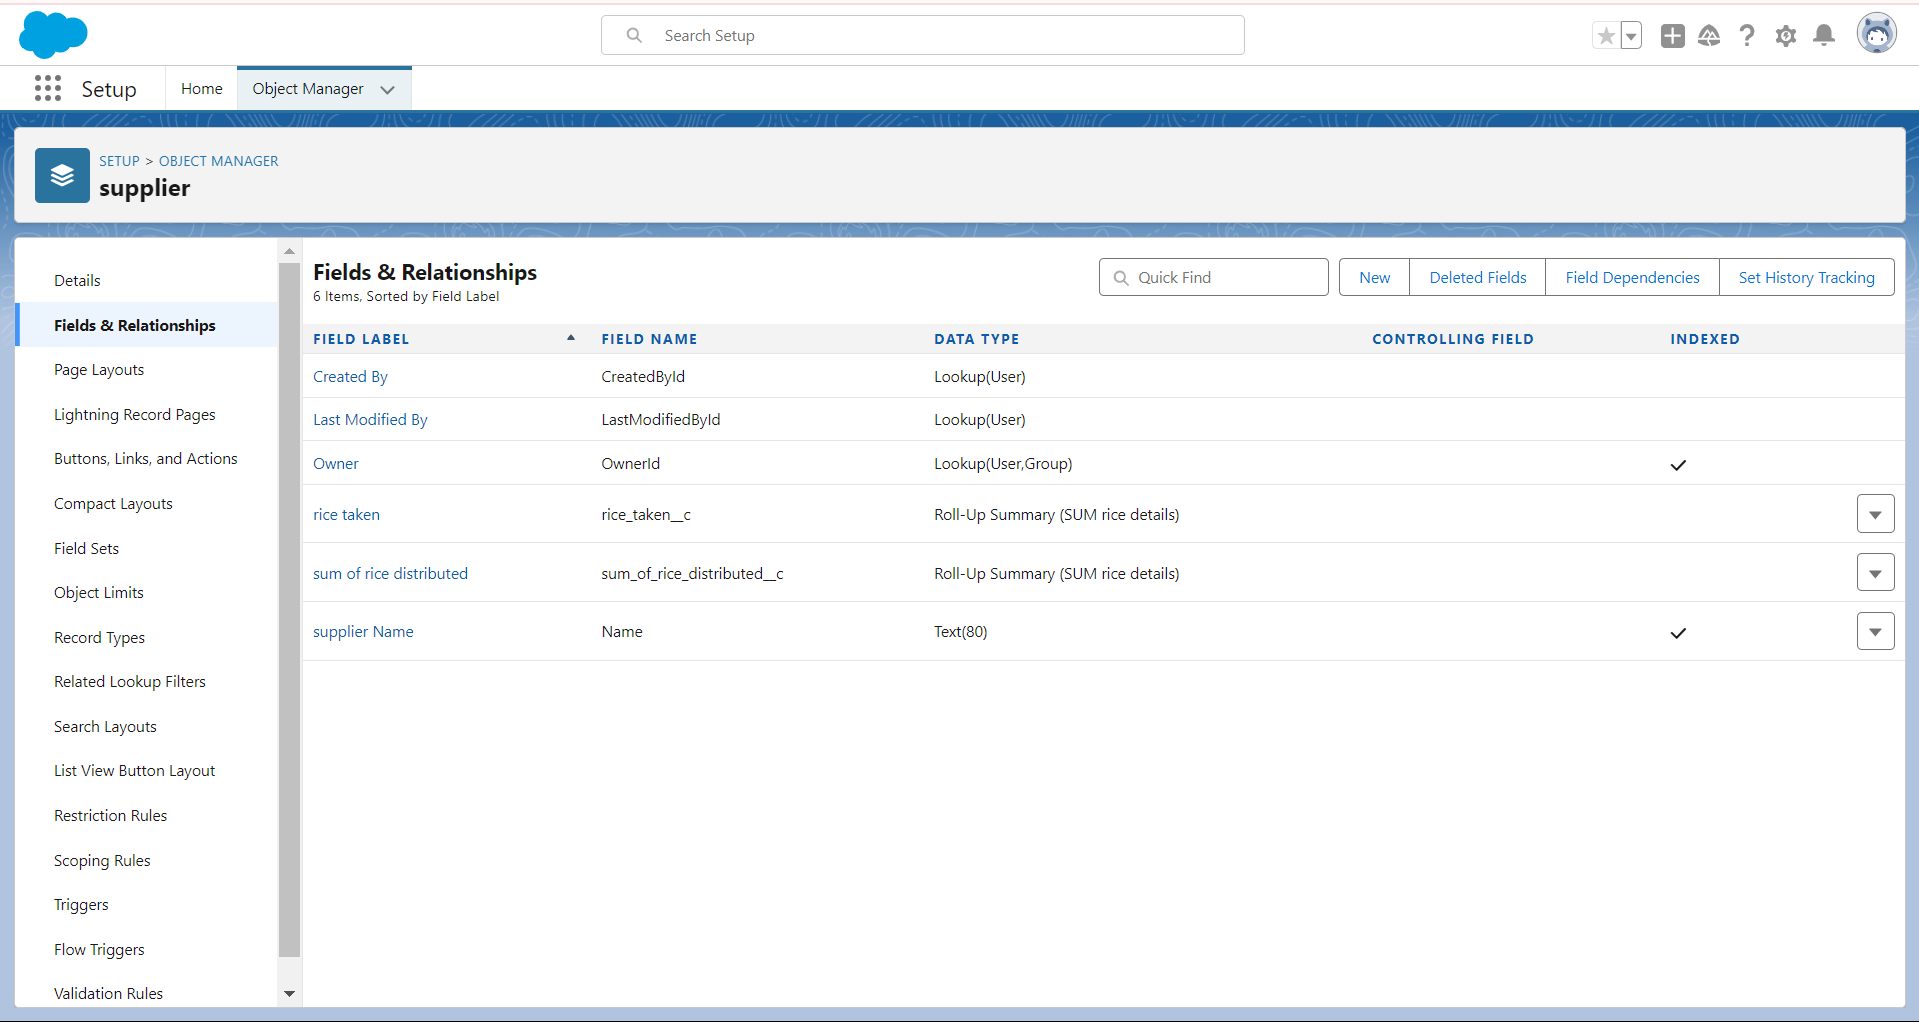 Search Setup
Setup
Home
Object Manager
SETUP > OBJECT MANAGER
supplier
Details
Fields & Relationships
Page Layouts
Lightning Record Pages
Buttons, Links, and Actions
Compact Layouts
Field Sets
Object Limits
Record Types
Related Lookup Filters
Search Layouts
List View Button Layout
Restriction Rules
Scoping Rules
Triggers
Flow Triggers
Validation Rules
Fields & Relationships
6 Items, Sorted by Field Label
Quick Find
New
Deleted Fields
Field Dependencies
Set History Tracking
FIELD LABEL FIELD NAME DATA TYPE CONTROLLING FIELD INDEXED
Created By CreatedById Lookup(User)
Last Modified By LastModifiedById Lookup(User)
Owner OwnerId Lookup(User,Group)
rice taken rice_taken__c Roll-Up Summary (SUM rice details)
sum of rice distributed sum_of_rice_distributed__c Roll-Up Summary (SUM rice details)
supplier Name Name Text(80)